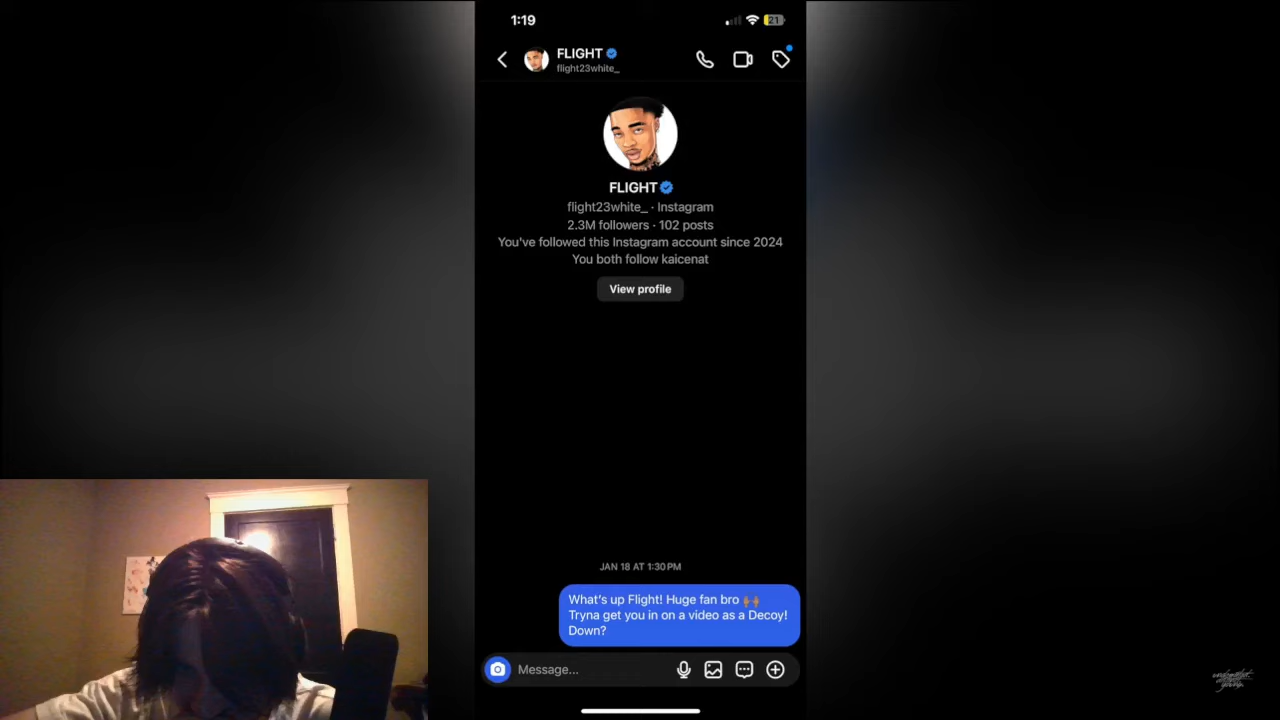 1:19
21
FLIGHT
flight23white_
FLIGHT
flight23white_ · Instagram
2.3M followers · 102 posts
You've followed this Instagram account since 2024
You both follow kaicenat
View profile
JAN 18 AT 1:30 PM
What's up Flight! Huge fan bro 🙌🏾
Tryna get you in on a video as a Decoy!
Down?
Message...